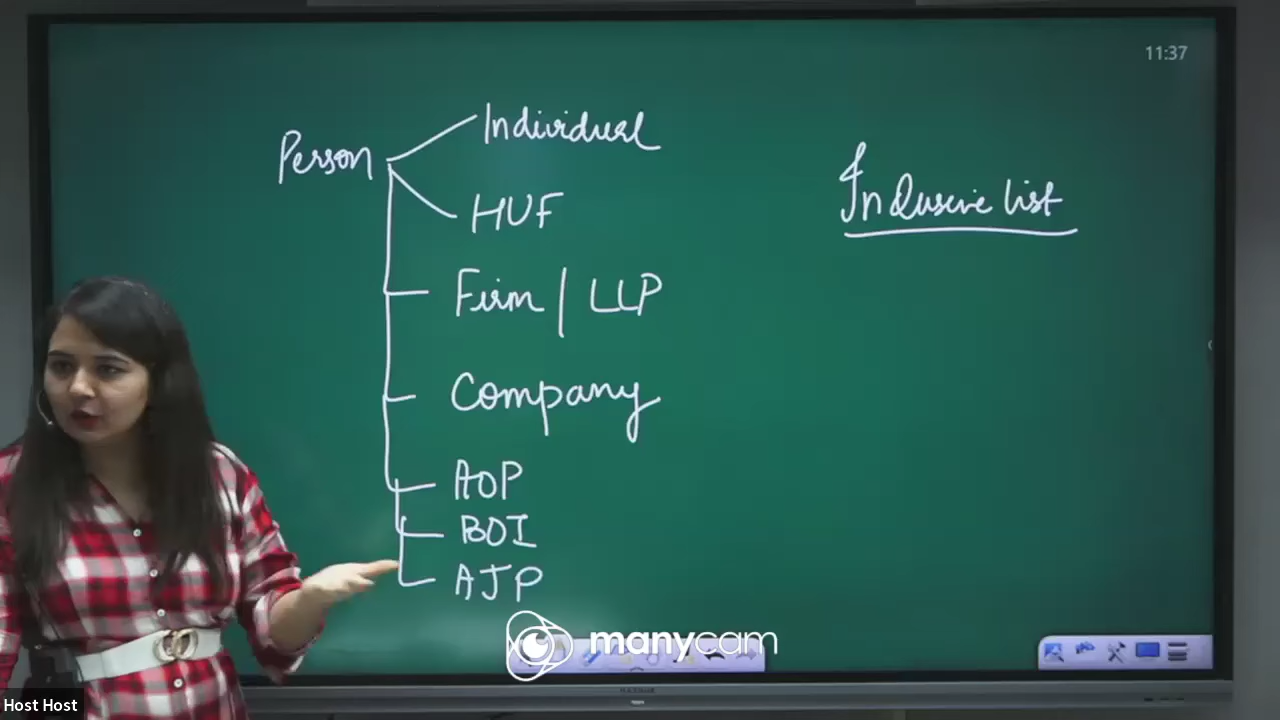 11:37
Person
Individual
HUF
Inclusive list
Firm / LLP
Company
AOP
BOI
AJP
manycam
Host Host